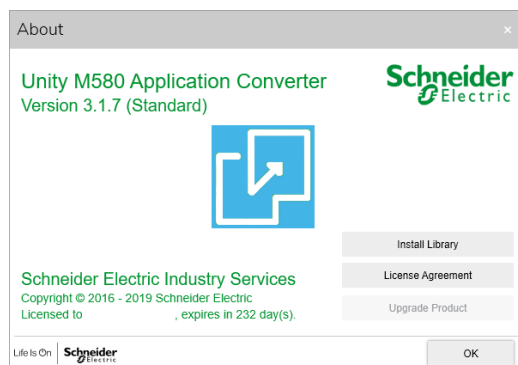 About
×
Unity M580 Application Converter
Version 3.1.7 (Standard)
Schneider
Electric
Install Library
License Agreement
Upgrade Product
Schneider Electric Industry Services
Copyright © 2016 - 2019 Schneider Electric
Licensed to , expires in 232 day(s).
Life Is On
Schneider
Electric
OK